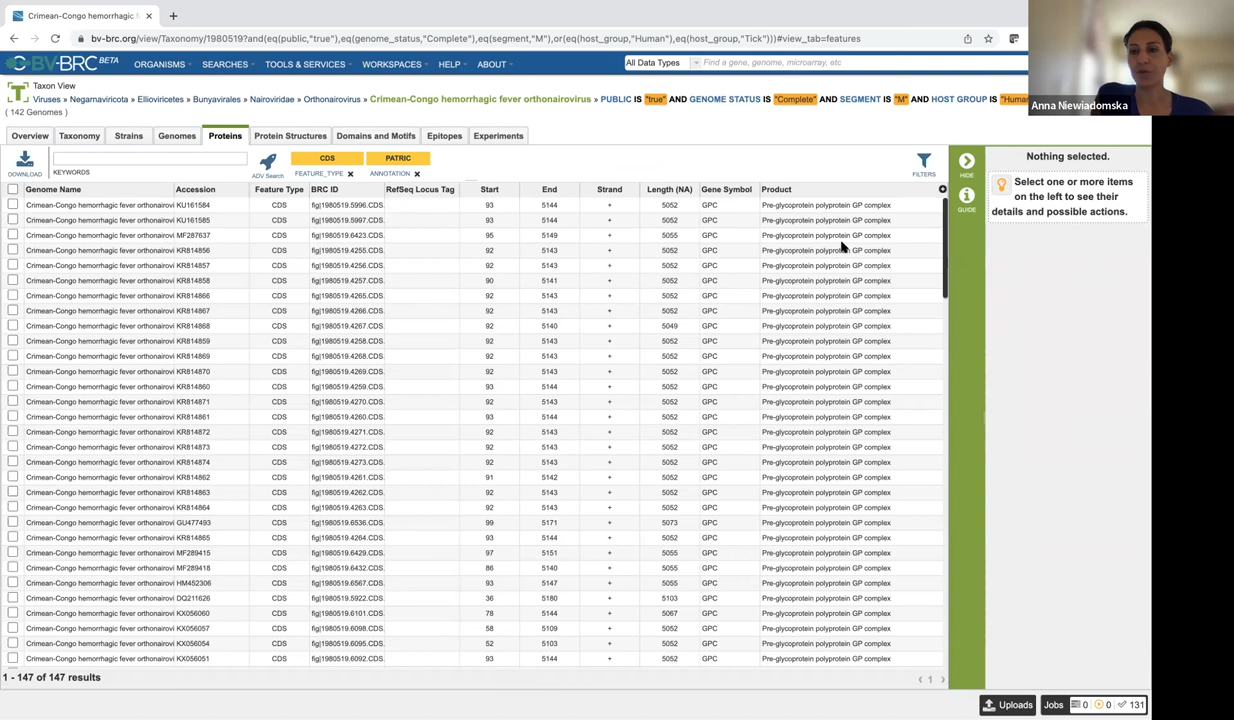 Crimean-Congo hemorrhagic f
bv-brc.org/view/Taxonomy/1980519?and(eq(public,"true"),eq(genome_status,"Complete"),eq(segment,"M"),or(eq(host_group,"Human"),eq(host_group,"Tick")))#view_tab=features
BV-BRC BETA ORGANISMS SEARCHES TOOLS & SERVICES WORKSPACES HELP ABOUT All Data Types Find a gene, genome, microarray, etc
Anna Niewiadomska
Taxon View
Viruses » Negarnaviricota » Ellioviricetes » Bunyavirales » Nairoviridae » Orthonairovirus » Crimean-Congo hemorrhagic fever orthonairovirus » PUBLIC IS "true" AND GENOME STATUS IS "Complete" AND SEGMENT IS "M" AND HOST GROUP IS "Human
( 142 Genomes )
Overview Taxonomy Strains Genomes Proteins Protein Structures Domains and Motifs Epitopes Experiments
DOWNLOAD KEYWORDS ADV Search CDS FEATURE_TYPE PATRIC ANNOTATION FILTERS
HIDE
GUIDE
Nothing selected.
Select one or more items
on the left to see their
details and possible actions.
Genome Name Accession Feature Type BRC ID RefSeq Locus Tag Start End Strand Length (NA) Gene Symbol Product
Crimean-Congo hemorrhagic fever orthonairovi KU161584 CDS fig|1980519.5996.CDS. 93 5144 + 5052 GPC Pre-glycoprotein polyprotein GP complex
Crimean-Congo hemorrhagic fever orthonairovi KU161585 CDS fig|1980519.5997.CDS. 93 5144 + 5052 GPC Pre-glycoprotein polyprotein GP complex
Crimean-Congo hemorrhagic fever orthonairovi MF287637 CDS fig|1980519.6423.CDS. 95 5149 + 5055 GPC Pre-glycoprotein polyprotein GP complex
Crimean-Congo hemorrhagic fever orthonairovi KR814856 CDS fig|1980519.4255.CDS. 92 5143 + 5052 GPC Pre-glycoprotein polyprotein GP complex
Crimean-Congo hemorrhagic fever orthonairovi KR814857 CDS fig|1980519.4256.CDS. 92 5143 + 5052 GPC Pre-glycoprotein polyprotein GP complex
Crimean-Congo hemorrhagic fever orthonairovi KR814858 CDS fig|1980519.4257.CDS. 90 5141 + 5052 GPC Pre-glycoprotein polyprotein GP complex
Crimean-Congo hemorrhagic fever orthonairovi KR814866 CDS fig|1980519.4265.CDS. 92 5143 + 5052 GPC Pre-glycoprotein polyprotein GP complex
Crimean-Congo hemorrhagic fever orthonairovi KR814867 CDS fig|1980519.4266.CDS. 92 5143 + 5052 GPC Pre-glycoprotein polyprotein GP complex
Crimean-Congo hemorrhagic fever orthonairovi KR814868 CDS fig|1980519.4267.CDS. 92 5140 + 5049 GPC Pre-glycoprotein polyprotein GP complex
Crimean-Congo hemorrhagic fever orthonairovi KR814859 CDS fig|1980519.4258.CDS. 92 5143 + 5052 GPC Pre-glycoprotein polyprotein GP complex
Crimean-Congo hemorrhagic fever orthonairovi KR814869 CDS fig|1980519.4268.CDS. 92 5143 + 5052 GPC Pre-glycoprotein polyprotein GP complex
Crimean-Congo hemorrhagic fever orthonairovi KR814870 CDS fig|1980519.4269.CDS. 92 5143 + 5052 GPC Pre-glycoprotein polyprotein GP complex
Crimean-Congo hemorrhagic fever orthonairovi KR814860 CDS fig|1980519.4259.CDS. 93 5144 + 5052 GPC Pre-glycoprotein polyprotein GP complex
Crimean-Congo hemorrhagic fever orthonairovi KR814871 CDS fig|1980519.4270.CDS. 92 5143 + 5052 GPC Pre-glycoprotein polyprotein GP complex
Crimean-Congo hemorrhagic fever orthonairovi KR814861 CDS fig|1980519.4260.CDS. 93 5144 + 5052 GPC Pre-glycoprotein polyprotein GP complex
Crimean-Congo hemorrhagic fever orthonairovi KR814872 CDS fig|1980519.4271.CDS. 92 5143 + 5052 GPC Pre-glycoprotein polyprotein GP complex
Crimean-Congo hemorrhagic fever orthonairovi KR814873 CDS fig|1980519.4272.CDS. 92 5143 + 5052 GPC Pre-glycoprotein polyprotein GP complex
Crimean-Congo hemorrhagic fever orthonairovi KR814874 CDS fig|1980519.4273.CDS. 92 5143 + 5052 GPC Pre-glycoprotein polyprotein GP complex
Crimean-Congo hemorrhagic fever orthonairovi KR814862 CDS fig|1980519.4261.CDS. 91 5142 + 5052 GPC Pre-glycoprotein polyprotein GP complex
Crimean-Congo hemorrhagic fever orthonairovi KR814863 CDS fig|1980519.4262.CDS. 92 5143 + 5052 GPC Pre-glycoprotein polyprotein GP complex
Crimean-Congo hemorrhagic fever orthonairovi KR814864 CDS fig|1980519.4263.CDS. 92 5143 + 5052 GPC Pre-glycoprotein polyprotein GP complex
Crimean-Congo hemorrhagic fever orthonairovi GU477493 CDS fig|1980519.6536.CDS. 99 5171 + 5073 GPC Pre-glycoprotein polyprotein GP complex
Crimean-Congo hemorrhagic fever orthonairovi KR814865 CDS fig|1980519.4264.CDS. 93 5144 + 5052 GPC Pre-glycoprotein polyprotein GP complex
Crimean-Congo hemorrhagic fever orthonairovi MF289415 CDS fig|1980519.6429.CDS. 97 5151 + 5055 GPC Pre-glycoprotein polyprotein GP complex
Crimean-Congo hemorrhagic fever orthonairovi MF289418 CDS fig|1980519.6432.CDS. 86 5140 + 5055 GPC Pre-glycoprotein polyprotein GP complex
Crimean-Congo hemorrhagic fever orthonairovi HM452306 CDS fig|1980519.6567.CDS. 93 5147 + 5055 GPC Pre-glycoprotein polyprotein GP complex
Crimean-Congo hemorrhagic fever orthonairovi DQ211626 CDS fig|1980519.5922.CDS. 36 5180 + 5103 GPC Pre-glycoprotein polyprotein GP complex
Crimean-Congo hemorrhagic fever orthonairovi KX056060 CDS fig|1980519.6101.CDS. 78 5144 + 5067 GPC Pre-glycoprotein polyprotein GP complex
Crimean-Congo hemorrhagic fever orthonairovi KX056057 CDS fig|1980519.6098.CDS. 58 5109 + 5052 GPC Pre-glycoprotein polyprotein GP complex
Crimean-Congo hemorrhagic fever orthonairovi KX056054 CDS fig|1980519.6095.CDS. 52 5103 + 5052 GPC Pre-glycoprotein polyprotein GP complex
Crimean-Congo hemorrhagic fever orthonairovi KX056051 CDS fig|1980519.6092.CDS. 93 5144 + 5052 GPC Pre-glycoprotein polyprotein GP complex
1 - 147 of 147 results 1
Uploads Jobs 0 0 131